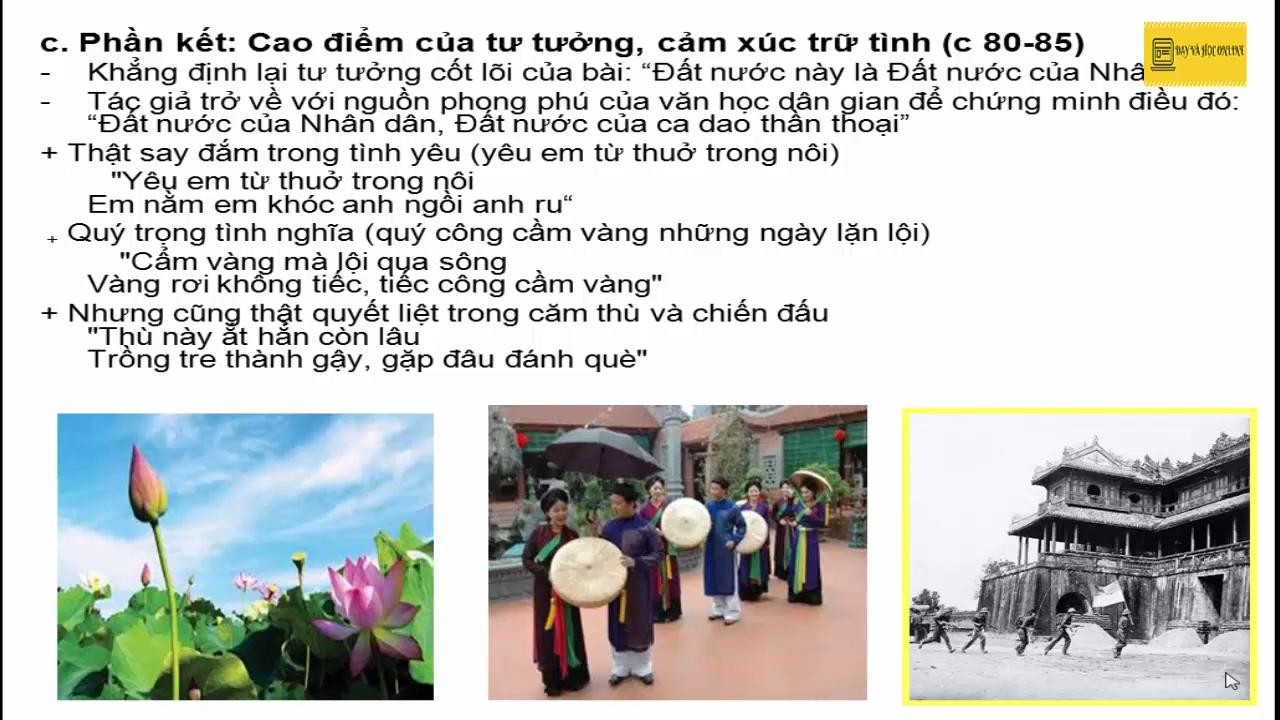 c. Phần kết: Cao điểm của tư tưởng, cảm xúc trữ tình (c 80-85)
DẠY VÀ HỌC ONLINE
- Khẳng định lại tư tưởng cốt lõi của bài: “Đất nước này là Đất nước của Nhâ
- Tác giả trở về với nguồn phong phú của văn học dân gian để chứng minh điều đó:
“Đất nước của Nhân dân, Đất nước của ca dao thần thoại”
+ Thật say đắm trong tình yêu (yêu em từ thuở trong nôi)
"Yêu em từ thuở trong nôi
Em nằm em khóc anh ngồi anh ru“
+ Quý trọng tình nghĩa (quý công cầm vàng những ngày lặn lội)
"Cầm vàng mà lội qua sông
Vàng rơi không tiếc, tiếc công cầm vàng"
+ Nhưng cũng thật quyết liệt trong căm thù và chiến đấu
"Thù này ắt hẳn còn lâu
Trồng tre thành gậy, gặp đâu đánh què"